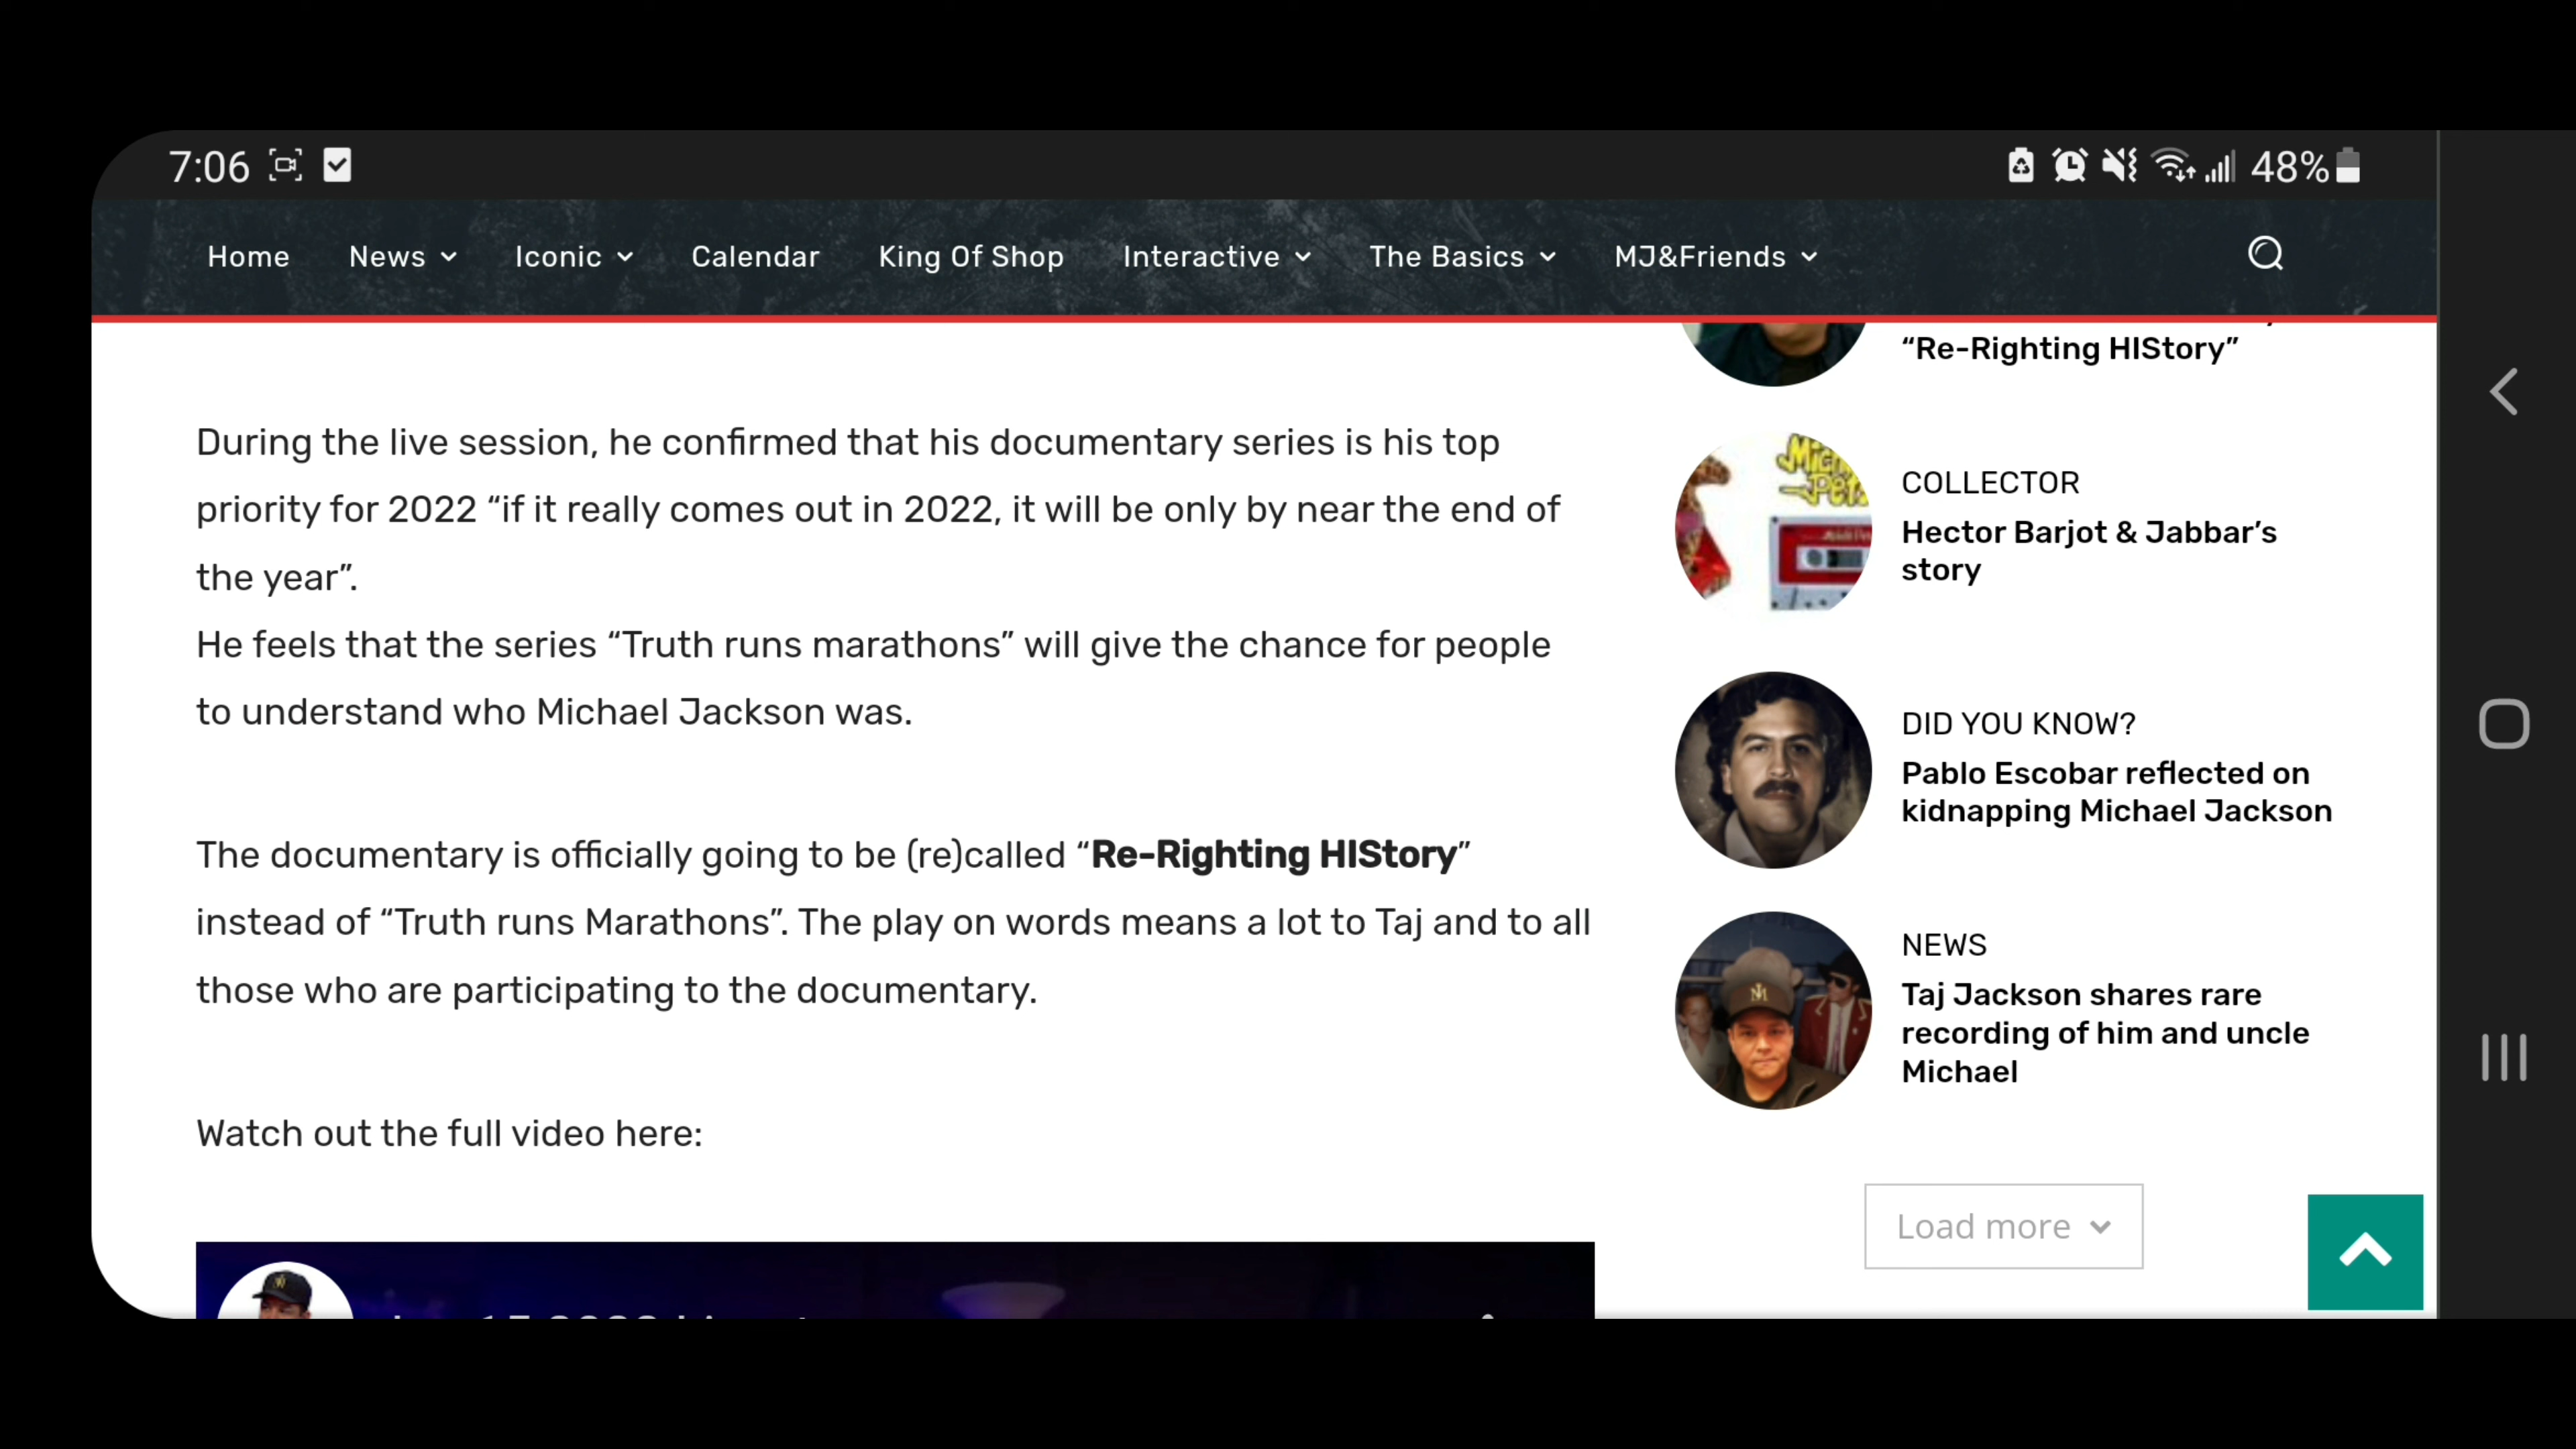 7:06
48%
Home News Iconic Calendar King Of Shop Interactive The Basics MJ&Friends
During the live session, he confirmed that his documentary series is his top
priority for 2022 “if it really comes out in 2022, it will be only by near the end of
the year”.
He feels that the series “Truth runs marathons” will give the chance for people
to understand who Michael Jackson was.
The documentary is officially going to be (re)called “Re-Righting HIStory”
instead of “Truth runs Marathons”. The play on words means a lot to Taj and to all
those who are participating to the documentary.
Watch out the full video here:
“Re-Righting HIStory”
COLLECTOR
Hector Barjot & Jabbar’s
story
DID YOU KNOW?
Pablo Escobar reflected on
kidnapping Michael Jackson
NEWS
Taj Jackson shares rare
recording of him and uncle
Michael
Load more